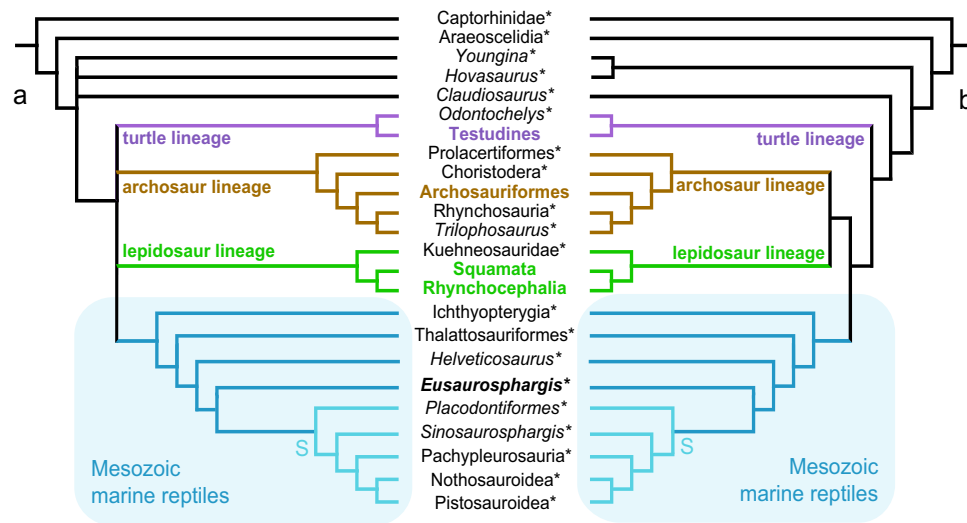 Captorhinidae*
Araeoscelidia*
Youngina*
Hovasaurus*
a
Claudiosaurus*
b
Odontochelys*
turtle lineage
Testudines
turtle lineage
Prolacertiformes*
Choristodera*
archosaur lineage
Archosauriformes
archosaur lineage
Rhynchosauria*
Trilophosaurus*
lepidosaur lineage
Kuehneosauridae*
lepidosaur lineage
Squamata
Rhynchocephalia
Ichthyopterygia*
Thalattosauriformes*
Helveticosaurus*
Eusaurosphargis*
Placodontiformes*
S
Sinosaurosphargis*
S
Pachypleurosauria*
Nothosauroidea*
Pistosauroidea*
Mesozoic
marine reptiles
Mesozoic
marine reptiles